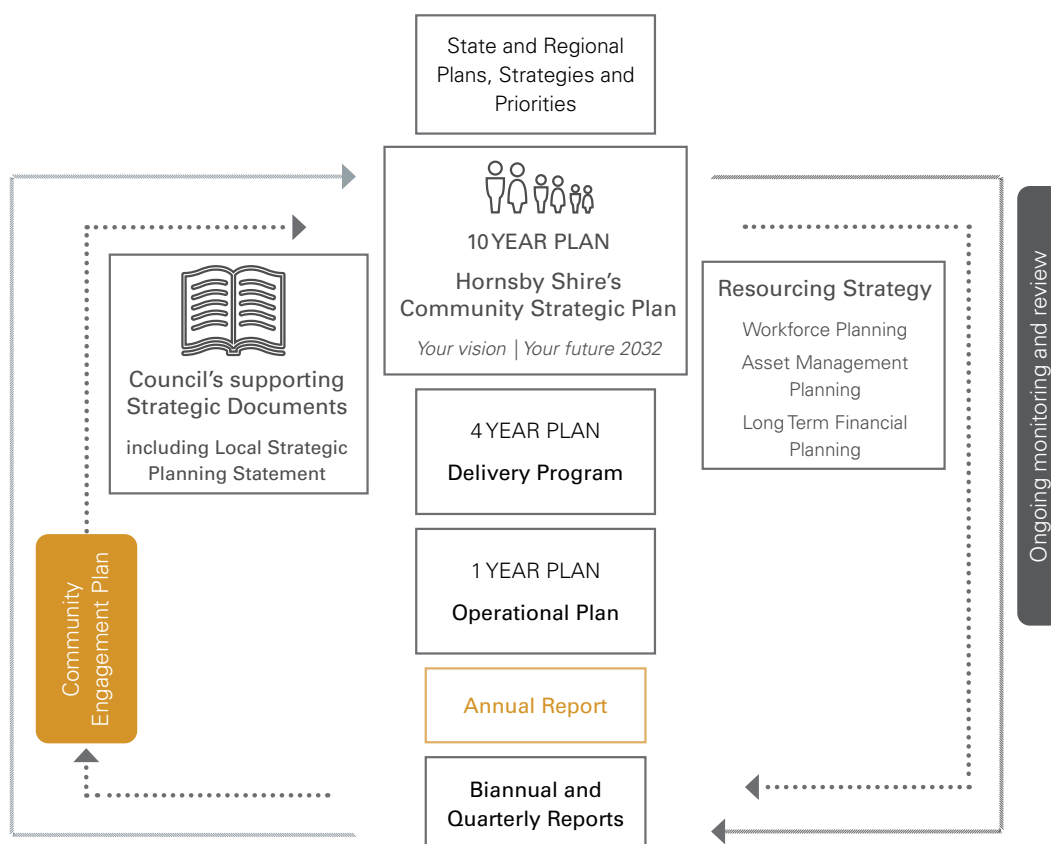 State and Regional
Plans, Strategies and
Priorities
10 YEAR PLAN
Hornsby Shire's
Community Strategic Plan
Your vision | Your future 2032
Council's supporting
Strategic Documents
including Local Strategic
Planning Statement
Resourcing Strategy
Workforce Planning
Asset Management
Planning
Long Term Financial
Planning
Ongoing monitoring and review
4 YEAR PLAN
Delivery Program
1 YEAR PLAN
Operational Plan
Community
Engagement Plan
Annual Report
Biannual and
Quarterly Reports